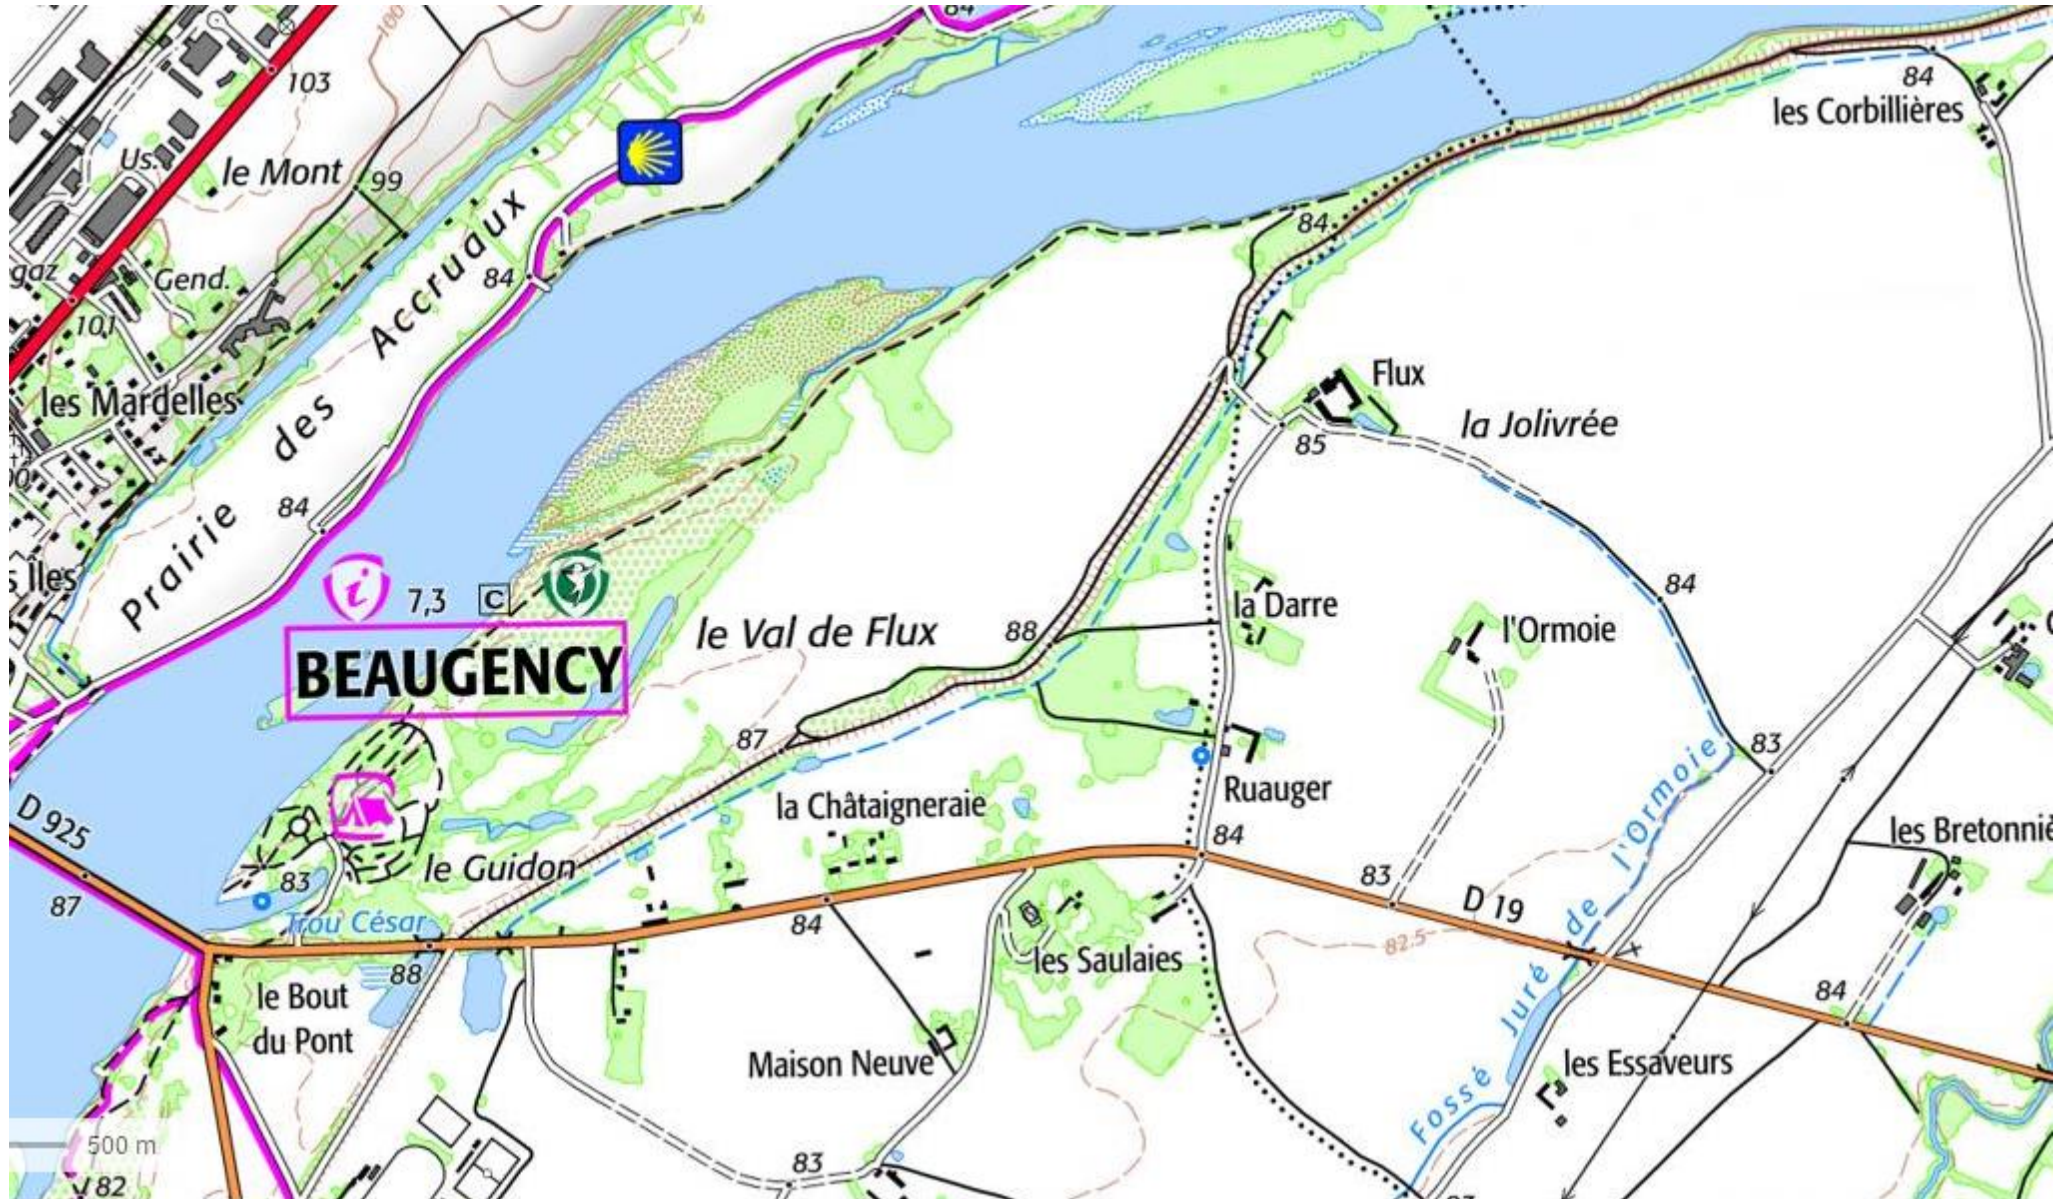 84
100
103
84
les Corbillières
Us.
le Mont
99
84
84
gaz
Gend.
101
Prairie des Accruaux
les Mardelles
Flux
la Jolivrée
85
84
Îles
7,3
C
BEAUGENCY
le Val de Flux
88
la Darre
l'Ormoie
84
87
83
D 925
la Châtaigneraie
Ruauger
84
le Guidon
83
87
Trou César
88
84
83
D 19
82.5
les Saulaies
Fossé Juré de l'Ormoie
84
le Bout
du Pont
Maison Neuve
les Essaveurs
500 m
82
83